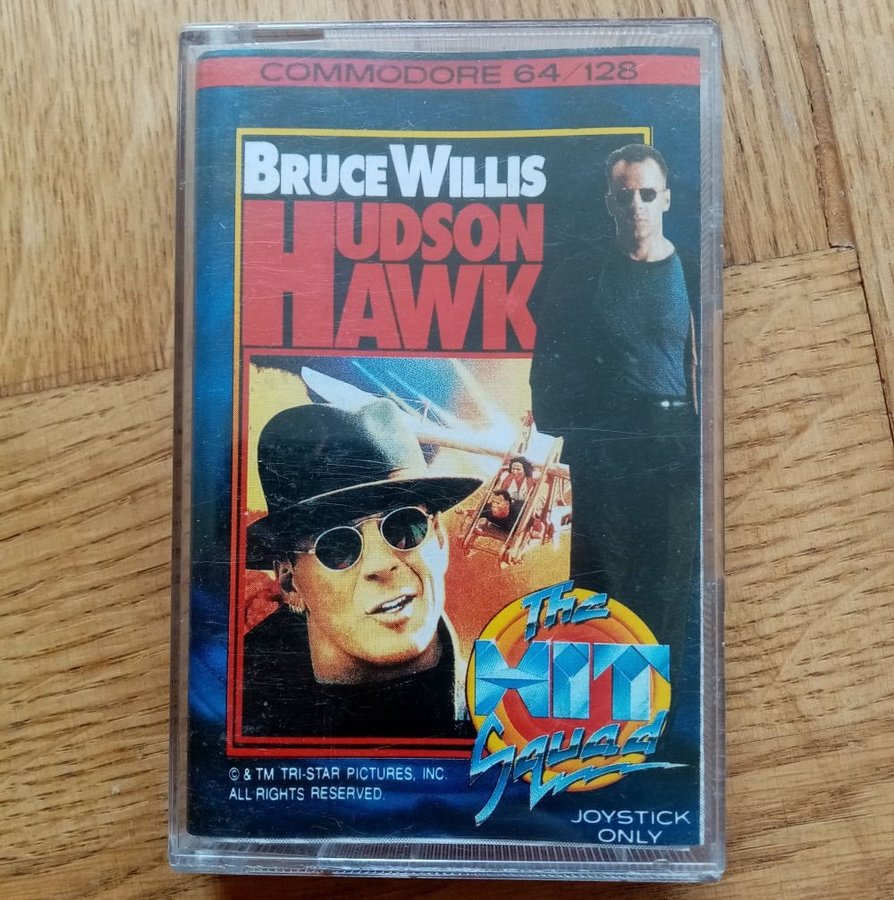 COMMODORE 64/128
BRUCE WILLIS
HUDSON
HAWK
The
HIT
Squad
© & TM TRI-STAR PICTURES, INC.
ALL RIGHTS RESERVED.
JOYSTICK
ONLY